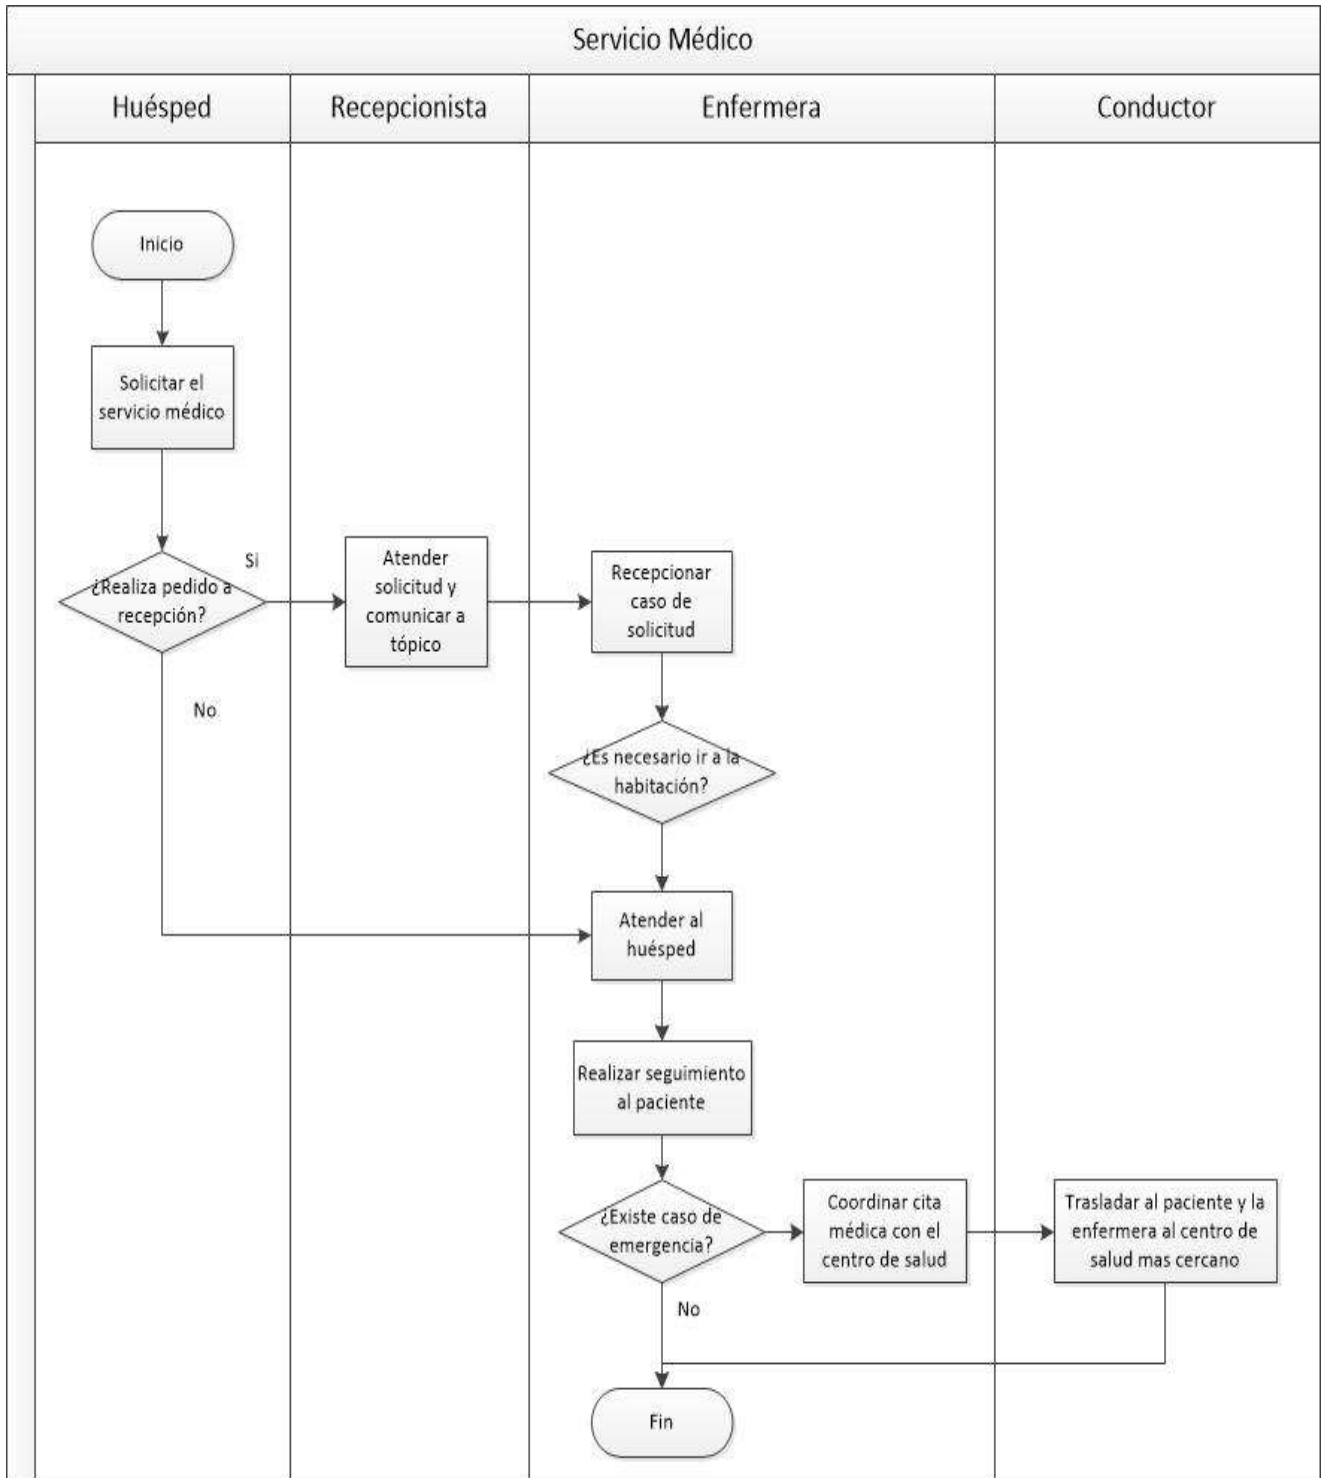 Servicio Médico
Huésped
Recepcionista
Enfermera
Conductor
Inicio
Solicitar el
servicio médico
¿Realiza pedido a
recepción?
Si
No
Atender
solicitud y
comunicar a
tópico
Recepcionar
caso de
solicitud
¿Es necesario ir a la
habitación?
Atender al
huésped
Realizar seguimiento
al paciente
¿Existe caso de
emergencia?
No
Coordinar cita
médica con el
centro de salud
Trasladar al paciente y la
enfermera al centro de
salud mas cercano
Fin